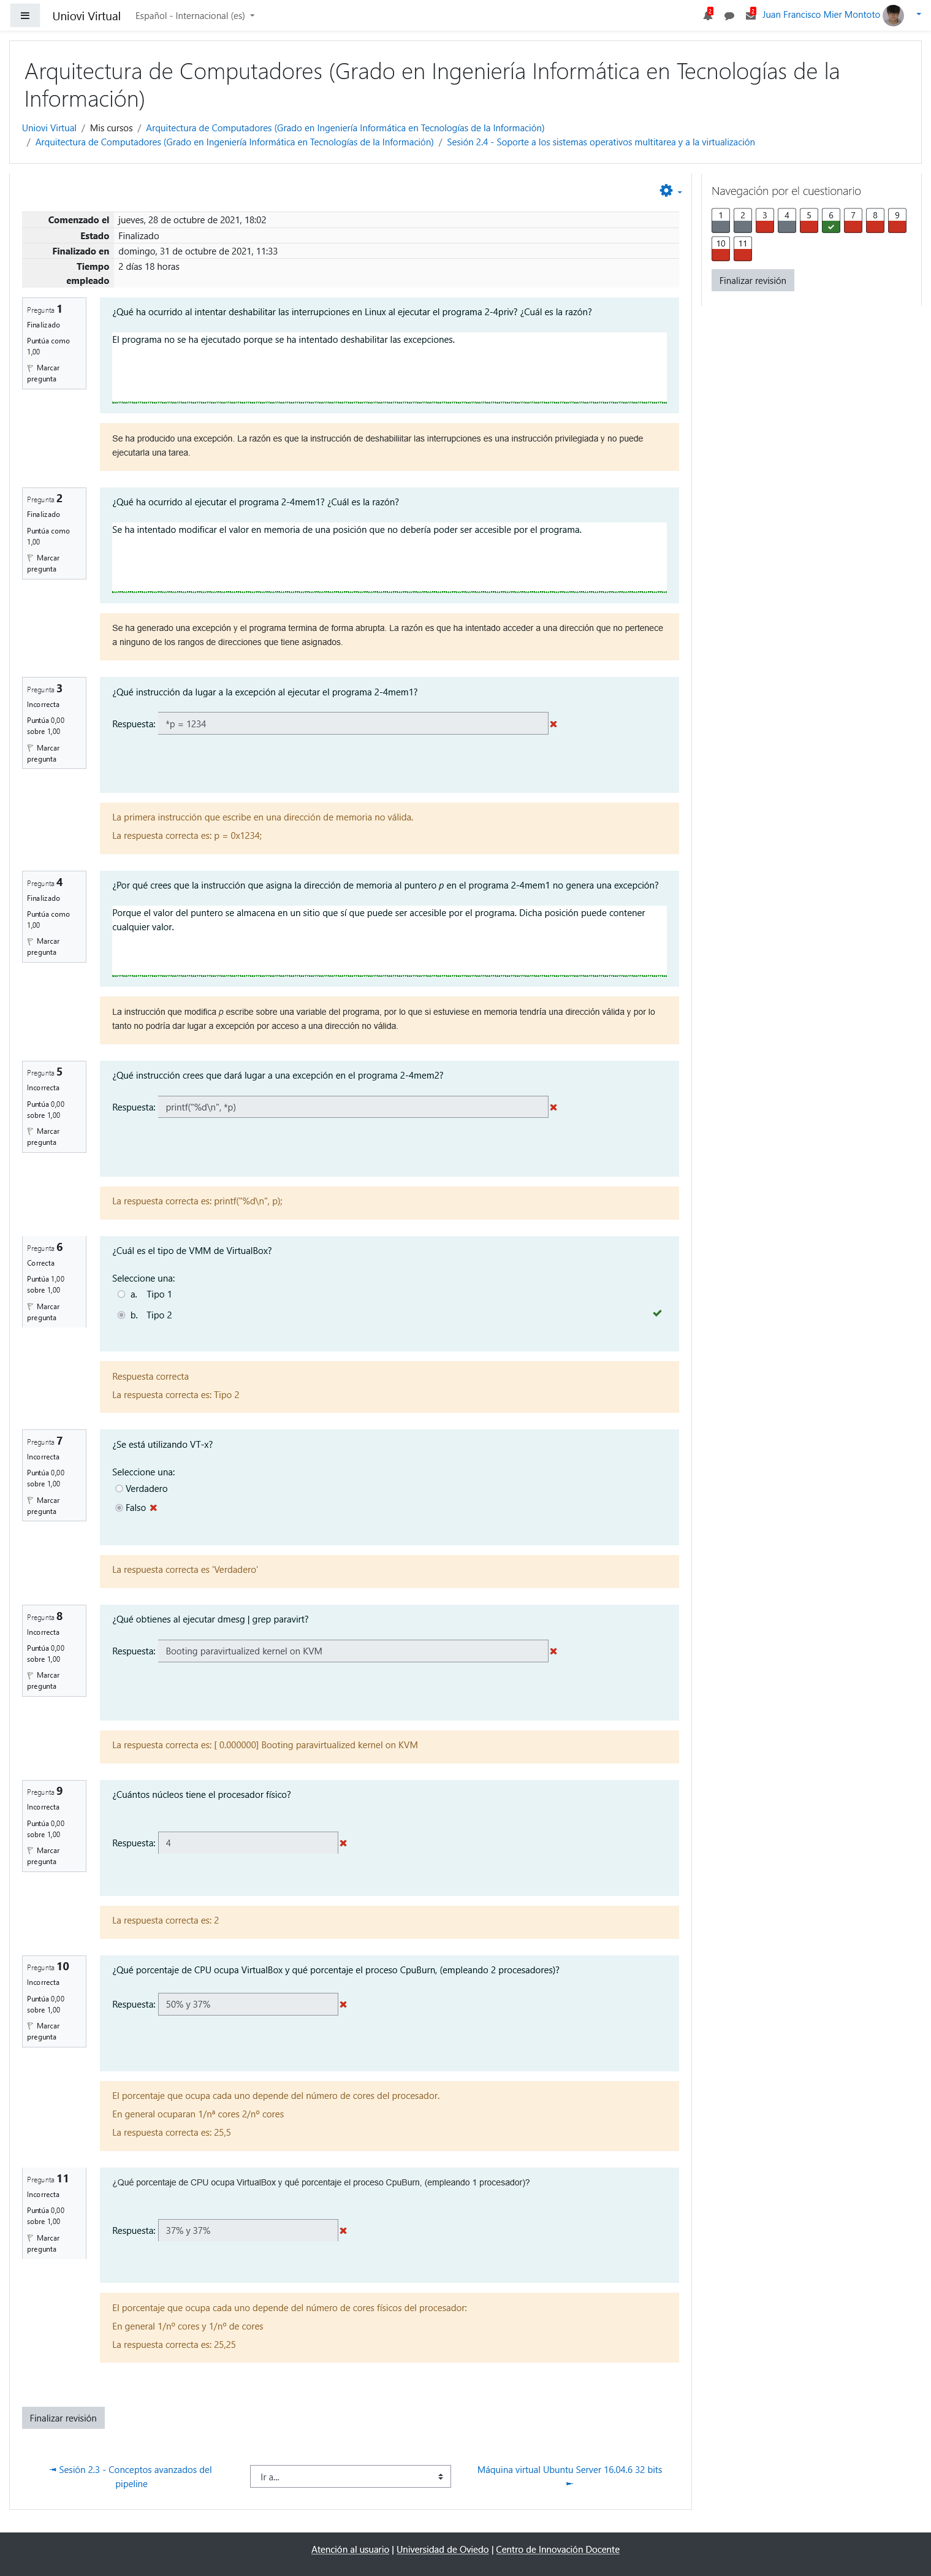 Uniovi Virtual
Español - Internacional (es)
2
2
Juan Francisco Mier Montoto
Arquitectura de Computadores (Grado en Ingeniería Informática en Tecnologías de la
Información)
Uniovi Virtual / Mis cursos / Arquitectura de Computadores (Grado en Ingeniería Informática en Tecnologías de la Información)
/ Arquitectura de Computadores (Grado en Ingeniería Informática en Tecnologías de la Información) / Sesión 2.4 - Soporte a los sistemas operativos multitarea y a la virtualización
Navegación por el cuestionario
1 2 3 4 5 6 7 8 9
10 11
Finalizar revisión
Comenzado el jueves, 28 de octubre de 2021, 18:02
Estado Finalizado
Finalizado en domingo, 31 de octubre de 2021, 11:33
Tiempo 2 días 18 horas
empleado
Pregunta 1
Finalizado
Puntúa como
1,00
Marcar
pregunta
¿Qué ha ocurrido al intentar deshabilitar las interrupciones en Linux al ejecutar el programa 2-4priv? ¿Cuál es la razón?
El programa no se ha ejecutado porque se ha intentado deshabilitar las excepciones.
Se ha producido una excepción. La razón es que la instrucción de deshabiliitar las interrupciones es una instrucción privilegiada y no puede
ejecutarla una tarea.
Pregunta 2
Finalizado
Puntúa como
1,00
Marcar
pregunta
¿Qué ha ocurrido al ejecutar el programa 2-4mem1? ¿Cuál es la razón?
Se ha intentado modificar el valor en memoria de una posición que no debería poder ser accesible por el programa.
Se ha generado una excepción y el programa termina de forma abrupta. La razón es que ha intentado acceder a una dirección que no pertenece
a ninguno de los rangos de direcciones que tiene asignados.
Pregunta 3
Incorrecta
Puntúa 0,00
sobre 1,00
Marcar
pregunta
¿Qué instrucción da lugar a la excepción al ejecutar el programa 2-4mem1?
Respuesta: *p = 1234
La primera instrucción que escribe en una dirección de memoria no válida.
La respuesta correcta es: p = 0x1234;
Pregunta 4
Finalizado
Puntúa como
1,00
Marcar
pregunta
¿Por qué crees que la instrucción que asigna la dirección de memoria al puntero p en el programa 2-4mem1 no genera una excepción?
Porque el valor del puntero se almacena en un sitio que sí que puede ser accesible por el programa. Dicha posición puede contener
cualquier valor.
La instrucción que modifica p escribe sobre una variable del programa, por lo que si estuviese en memoria tendría una dirección válida y por lo
tanto no podría dar lugar a excepción por acceso a una dirección no válida.
Pregunta 5
Incorrecta
Puntúa 0,00
sobre 1,00
Marcar
pregunta
¿Qué instrucción crees que dará lugar a una excepción en el programa 2-4mem2?
Respuesta: printf("%d\n", *p)
La respuesta correcta es: printf("%d\n", p);
Pregunta 6
Correcta
Puntúa 1,00
sobre 1,00
Marcar
pregunta
¿Cuál es el tipo de VMM de VirtualBox?
Seleccione una:
a. Tipo 1
b. Tipo 2
Respuesta correcta
La respuesta correcta es: Tipo 2
Pregunta 7
Incorrecta
Puntúa 0,00
sobre 1,00
Marcar
pregunta
¿Se está utilizando VT-x?
Seleccione una:
Verdadero
Falso
La respuesta correcta es 'Verdadero'
Pregunta 8
Incorrecta
Puntúa 0,00
sobre 1,00
Marcar
pregunta
¿Qué obtienes al ejecutar dmesg | grep paravirt?
Respuesta: Booting paravirtualized kernel on KVM
La respuesta correcta es: [ 0.000000] Booting paravirtualized kernel on KVM
Pregunta 9
Incorrecta
Puntúa 0,00
sobre 1,00
Marcar
pregunta
¿Cuántos núcleos tiene el procesador físico?
Respuesta: 4
La respuesta correcta es: 2
Pregunta 10
Incorrecta
Puntúa 0,00
sobre 1,00
Marcar
pregunta
¿Qué porcentaje de CPU ocupa VirtualBox y qué porcentaje el proceso CpuBurn, (empleando 2 procesadores)?
Respuesta: 50% y 37%
El porcentaje que ocupa cada uno depende del número de cores del procesador.
En general ocuparan 1/nª cores 2/nº cores
La respuesta correcta es: 25,5
Pregunta 11
Incorrecta
Puntúa 0,00
sobre 1,00
Marcar
pregunta
¿Qué porcentaje de CPU ocupa VirtualBox y qué porcentaje el proceso CpuBurn, (empleando 1 procesador)?
Respuesta: 37% y 37%
El porcentaje que ocupa cada uno depende del número de cores físicos del procesador:
En general 1/nº cores y 1/nº de cores
La respuesta correcta es: 25,25
Finalizar revisión
◄ Sesión 2.3 - Conceptos avanzados del
pipeline
Ir a...
Máquina virtual Ubuntu Server 16.04.6 32 bits
►
Atención al usuario | Universidad de Oviedo | Centro de Innovación Docente